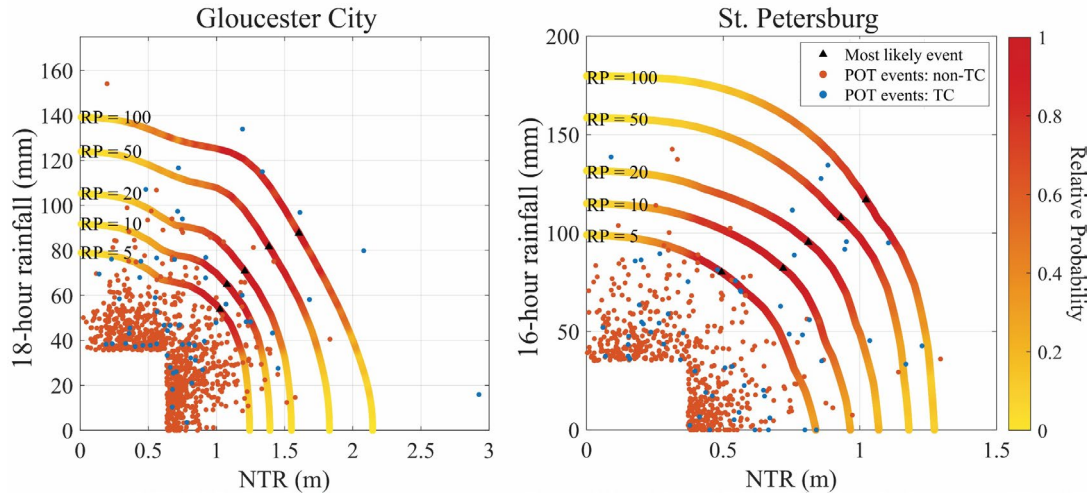 Gloucester City
160
140
120
100
80
60
40
20
0
18-hour rainfall (mm)
RP = 100
RP = 50
RP = 20
RP = 10
RP = 5
0
0.5
1
1.5
2
2.5
3
NTR (m)
St. Petersburg
200
150
100
50
0
16-hour rainfall (mm)
RP = 100
RP = 50
RP = 20
RP = 10
RP = 5
0
0.5
1
1.5
NTR (m)
Most likely event
POT events: non-TC
POT events: TC
1
0.8
0.6
0.4
0.2
0
Relative Probability